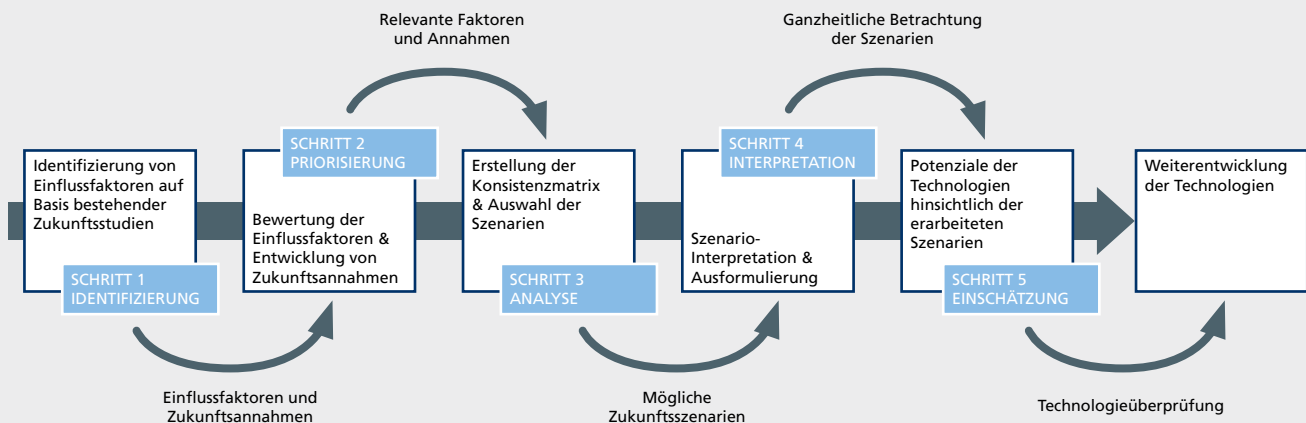 Relevante Faktoren
und Annahmen
Ganzheitliche Betrachtung
der Szenarien
Identifizierung von
Einflussfaktoren auf
Basis bestehender
Zukunftsstudien
SCHRITT 1
IDENTIFIZIERUNG
SCHRITT 2
PRIORISIERUNG
Bewertung der
Einflussfaktoren &
Entwicklung von
Zukunftsannahmen
Erstellung der
Konsistenzmatrix
& Auswahl der
Szenarien
SCHRITT 3
ANALYSE
SCHRITT 4
INTERPRETATION
Szenario-
Interpretation &
Ausformulierung
Potenziale der
Technologien
hinsichtlich der
erarbeiteten
Szenarien
SCHRITT 5
EINSCHÄTZUNG
Weiterentwicklung
der Technologien
Einflussfaktoren und
Zukunftsannahmen
Mögliche
Zukunftsszenarien
Technologieüberprüfung